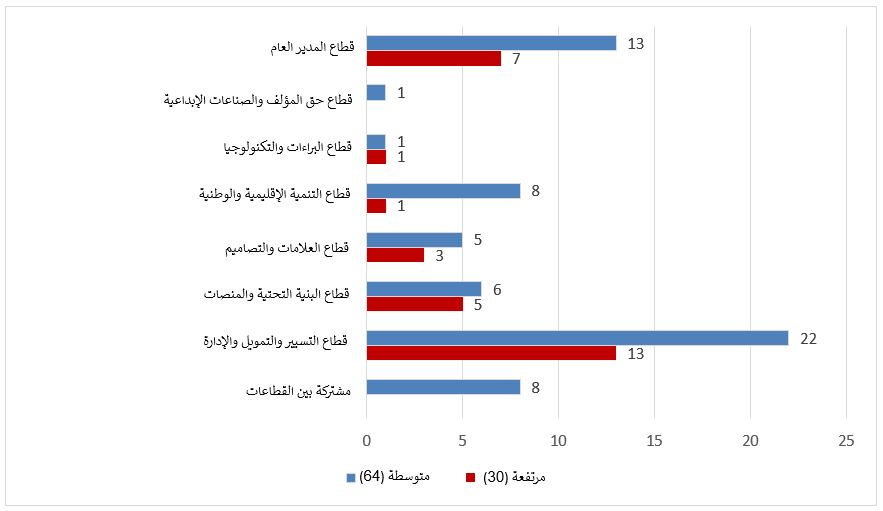 قطاع المدير العام
13
7
قطاع حق المؤلف والصناعات الإبداعية
1
قطاع البراءات والتكنولوجيا
1
1
قطاع التنمية الإقليمية والوطنية
8
1
قطاع العلامات والتصاميم
5
3
قطاع البنية التحتية والمنصات
6
5
قطاع التسيير والتمويل والإدارة
22
13
مشتركة بين القطاعات
8
0 5 10 15 20 25
مرتفعة (30) متوسطة (64)